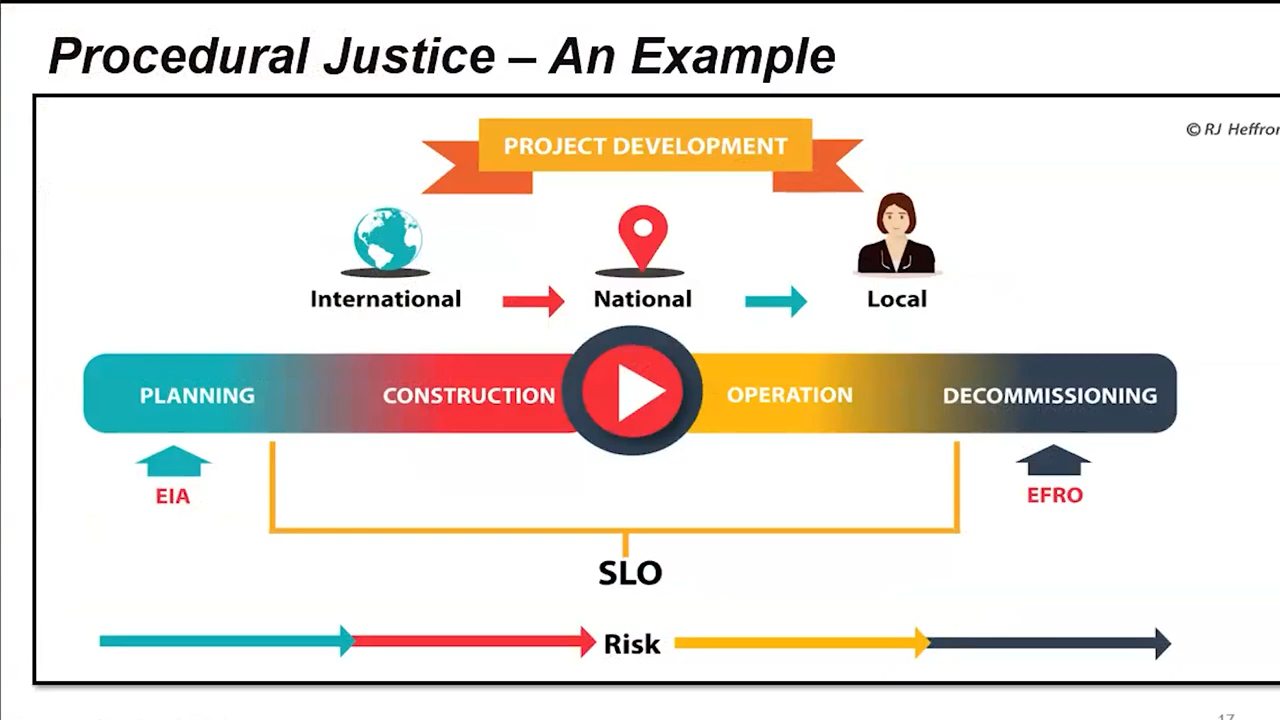 Procedural Justice – An Example
© RJ Heffron
PROJECT DEVELOPMENT
International
National
Local
PLANNING
CONSTRUCTION
OPERATION
DECOMMISSIONING
EIA
EFRO
SLO
Risk
17